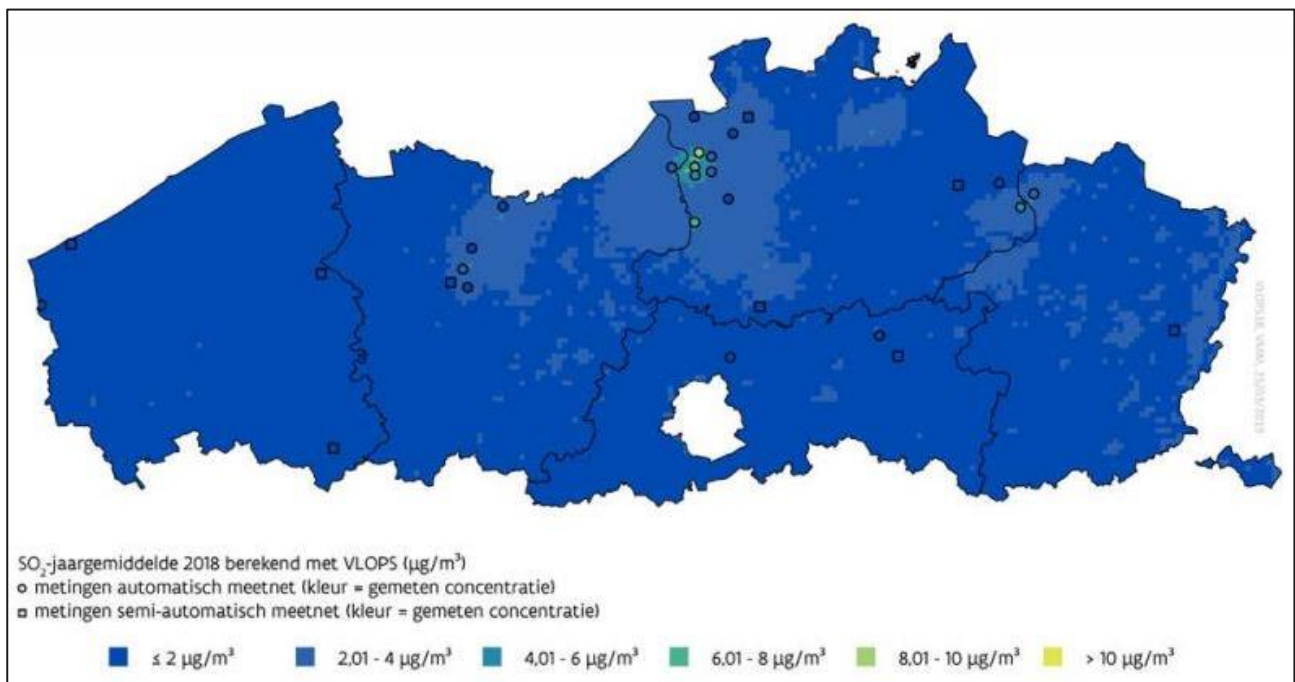 SO₂-jaargemiddelde 2018 berekend met VLOPS (µg/m³)
metingen automatisch meetnet (kleur = gemeten concentratie)
metingen semi-automatisch meetnet (kleur = gemeten concentratie)
≤ 2 µg/m³ 2,01 - 4 µg/m³ 4,01 - 6 µg/m³ 6,01 - 8 µg/m³ 8,01 - 10 µg/m³ > 10 µg/m³